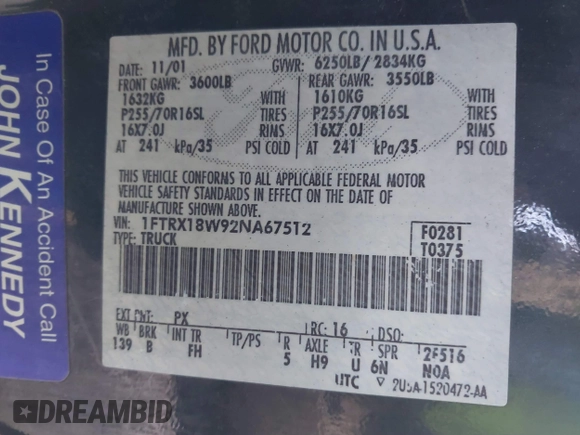 MFD. BY FORD MOTOR CO. IN U.S.A.
DATE: 11/01 GVWR: 6250LB/ 2834KG
FRONT GAWR: 3600LB REAR GAWR: 3550LB
1632KG WITH 1610KG WITH
P255/70R16SL TIRES P255/70R16SL TIRES
16X7.0J RIMS 16X7.0J RIMS
AT 241 kPa/35 PSI COLD AT 241 kPa/35 PSI COLD
THIS VEHICLE CONFORMS TO ALL APPLICABLE FEDERAL MOTOR
VEHICLE SAFETY STANDARDS IN EFFECT ON THE DATE OF
MANUFACTURE SHOWN ABOVE.
VIN: 1FTRX18W92NA67512 F0281
TYPE: TRUCK T0375
EXT PNT: PX RC: 16 DSO:
WB BRK INT TR TP/PS R AXLE TR SPR 2F516
139 B FH 5 H9 U 6N NOA
UTC ▽ 2U5A-1520472-AA
In Case Of An Accident Call
JOHN KENNEDY
DREAMBID